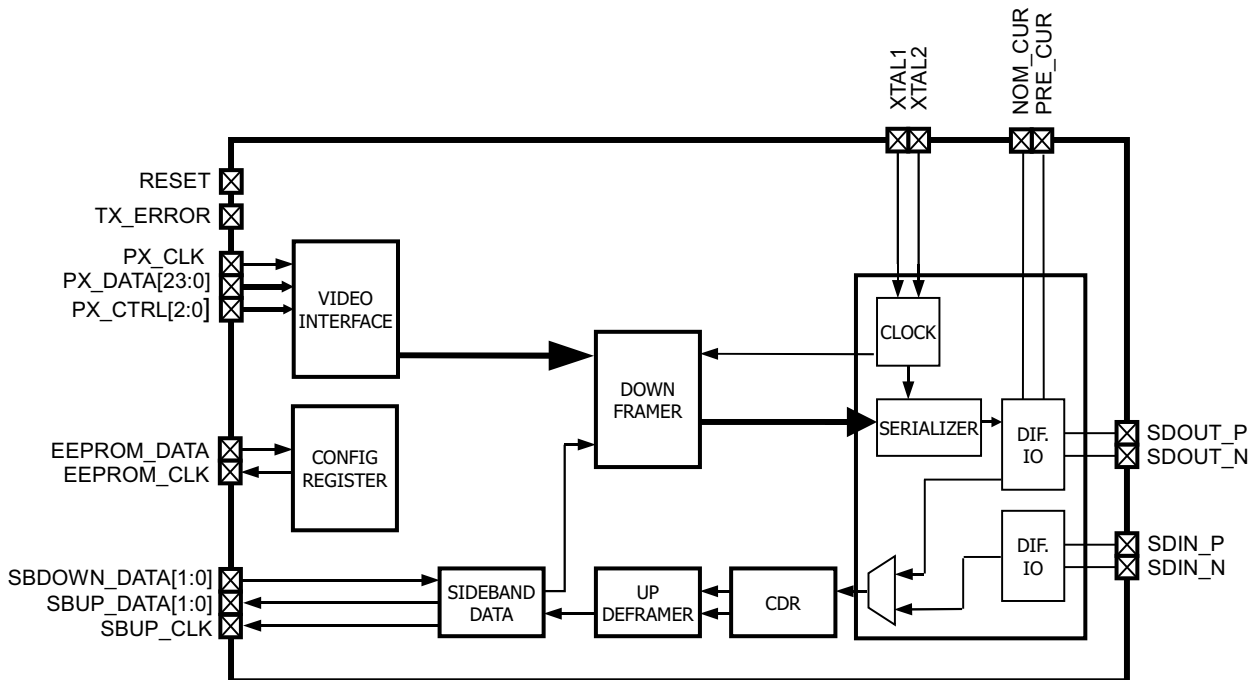 XTAL1
XTAL2
NOM_CUR
PRE_CUR
RESET
TX_ERROR
PX_CLK
PX_DATA[23:0]
PX_CTRL[2:0]
VIDEO
INTERFACE
CLOCK
DOWN
FRAMER
SERIALIZER
DIF.
IO
SDOUT_P
SDOUT_N
EEPROM_DATA
EEPROM_CLK
CONFIG
REGISTER
DIF.
IO
SDIN_P
SDIN_N
SBDOWN_DATA[1:0]
SBUP_DATA[1:0]
SBUP_CLK
SIDEBAND
DATA
UP
DEFRAMER
CDR